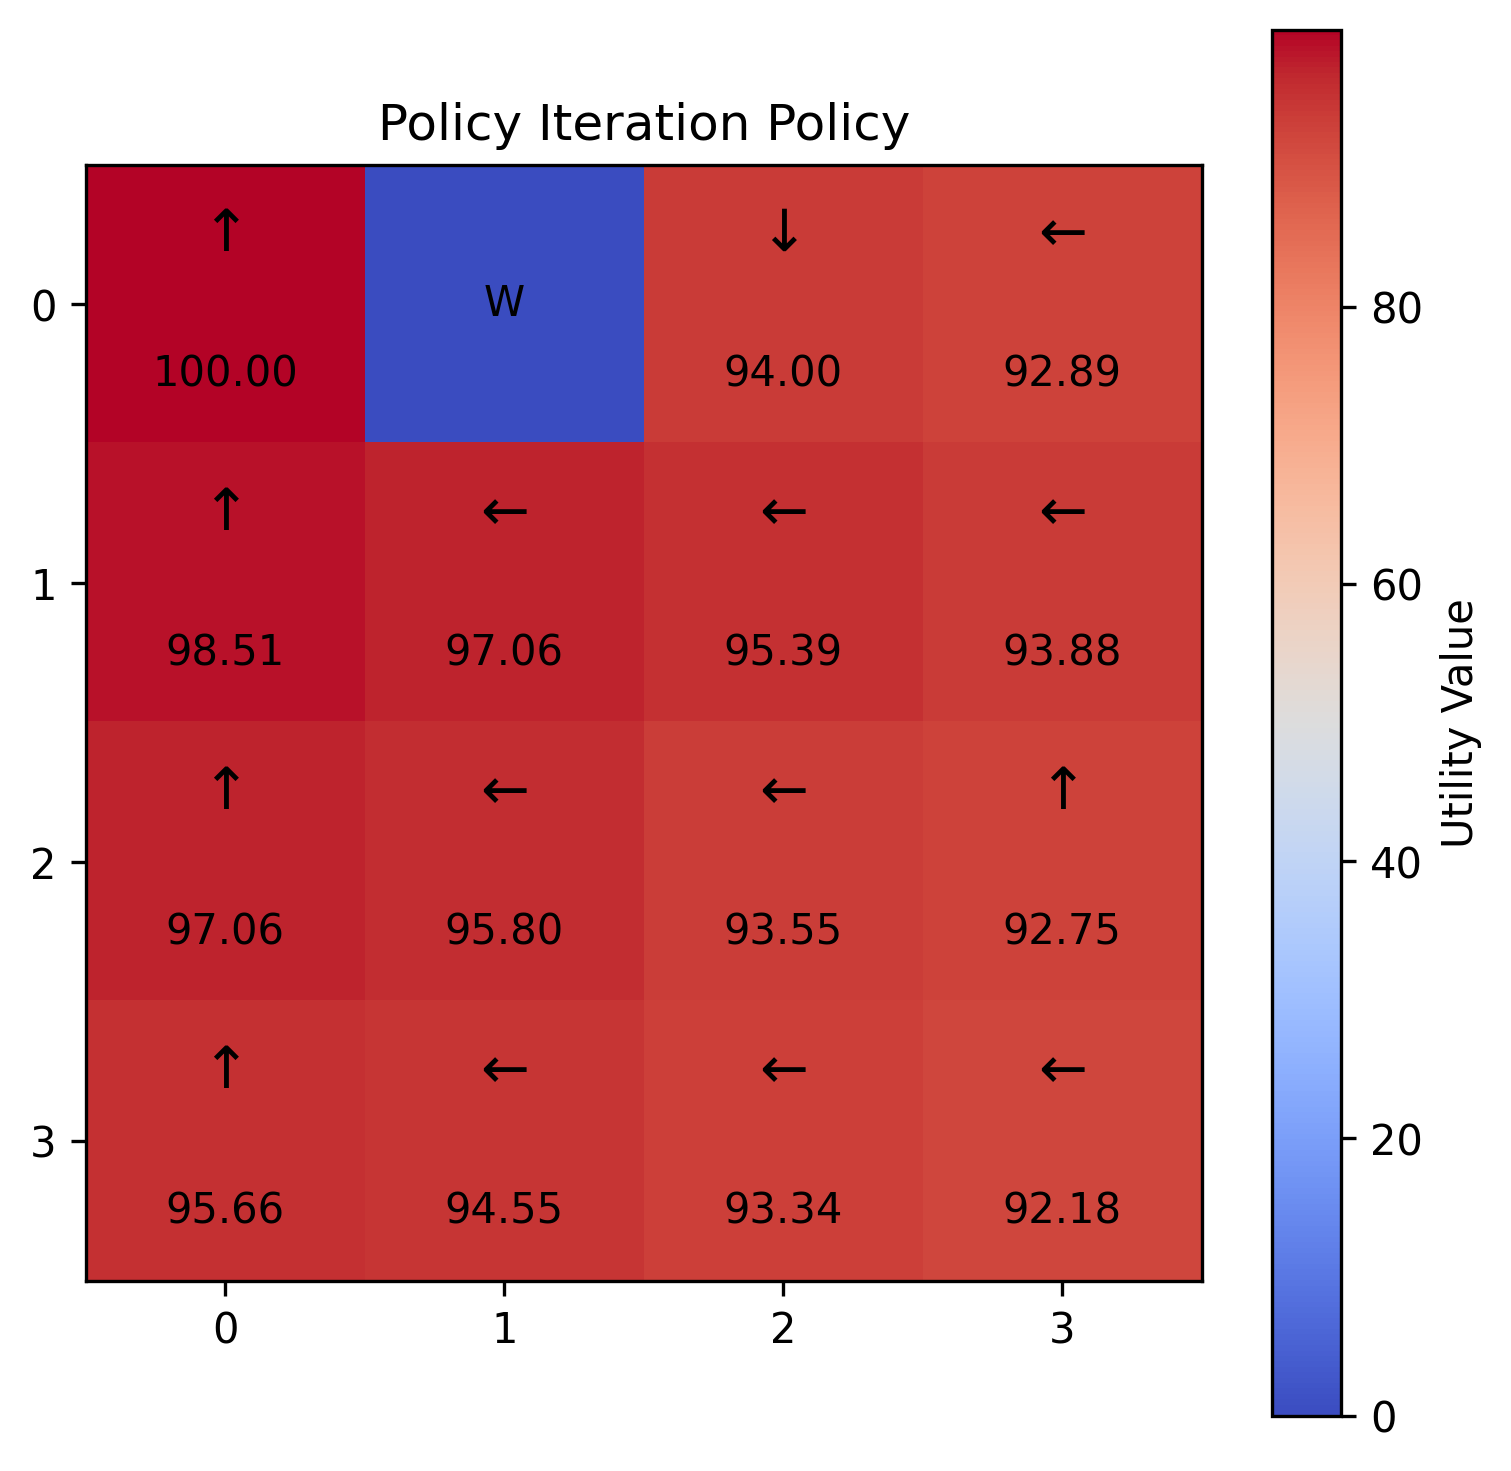 Policy Iteration Policy
↑ ↓ ←
0 W
100.00 94.00 92.89
↑ ← ← ←
1
98.51 97.06 95.39 93.88
↑ ← ← ↑
2
97.06 95.80 93.55 92.75
↑ ← ← ←
3
95.66 94.55 93.34 92.18
0 1 2 3
80
60
40
20
0
Utility Value